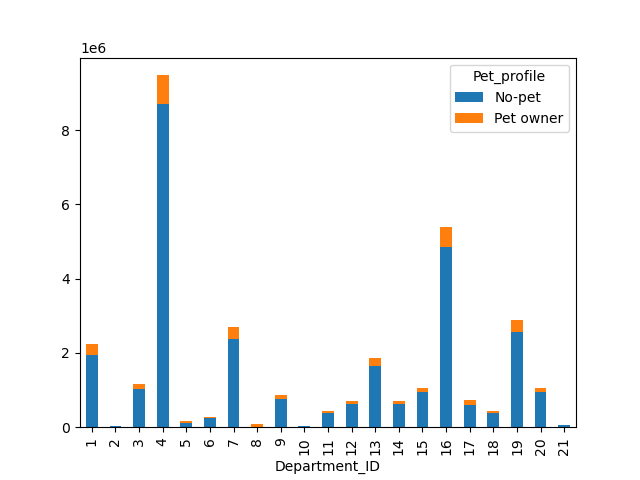 1e6
Pet_profile
No-pet
Pet owner
8
6
4
2
0
1 2 3 4 5 6 7 8 9 10 11 12 13 14 15 16 17 18 19 20 21
Department_ID